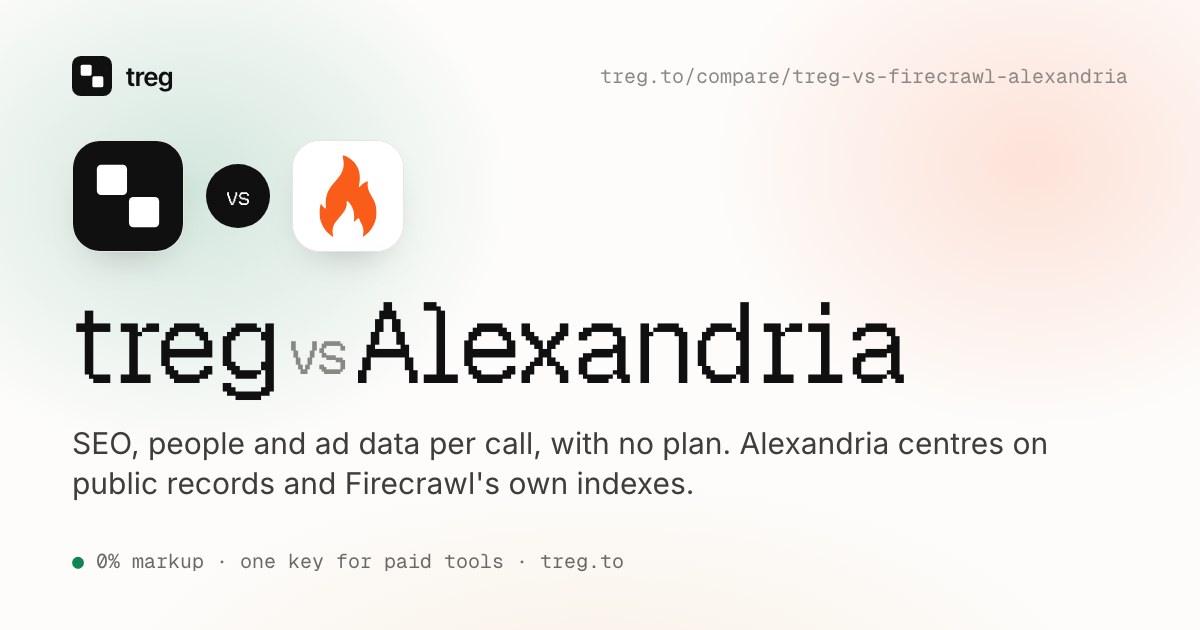 treg
treg.to/compare/treg-vs-firecrawl-alexandria
VS
treg vs Alexandria
SEO, people and ad data per call, with no plan. Alexandria centres on
public records and Firecrawl's own indexes.
0% markup · one key for paid tools · treg.to